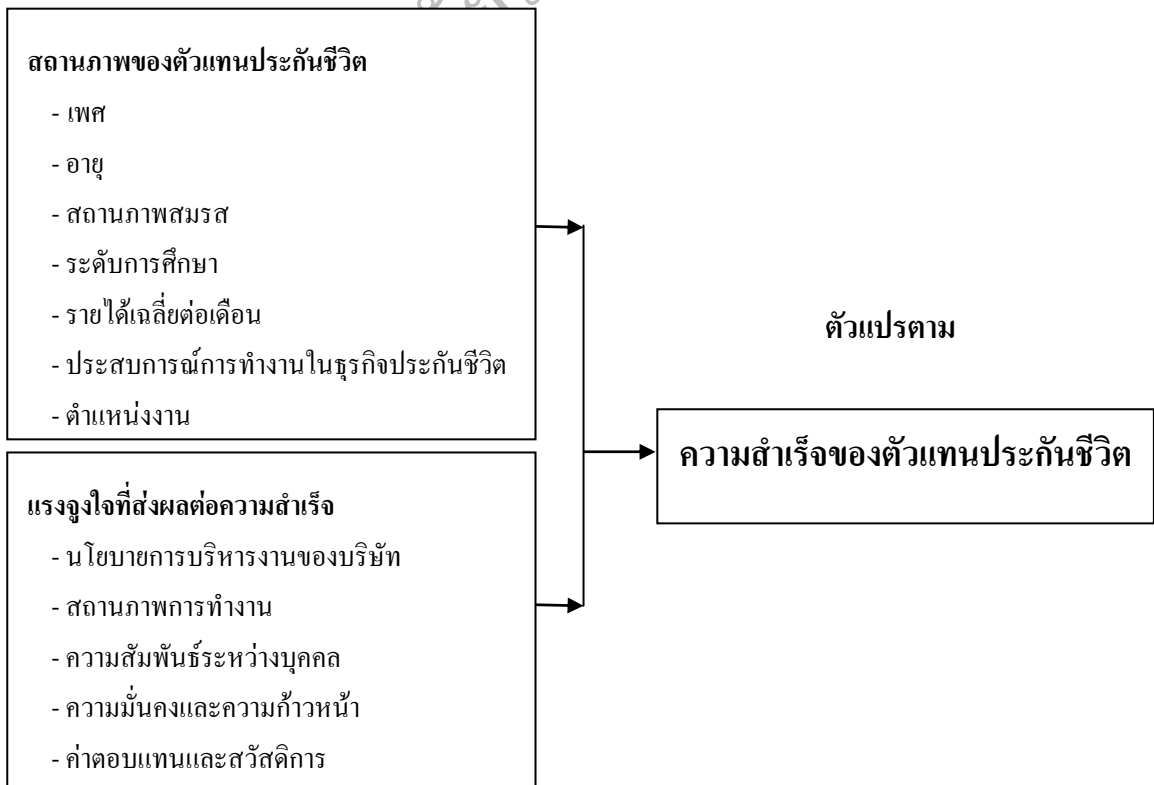 สถานภาพของตัวแทนประกันชีวิต
- เพศ
- อายุ
- สถานภาพสมรส
- ระดับการศึกษา
- รายได้เฉลี่ยต่อเดือน
- ประสบการณ์การทำงานในธุรกิจประกันชีวิต
- ตำแหน่งงาน
แรงจูงใจที่ส่งผลต่อความสำเร็จ
- นโยบายการบริหารงานของบริษัท
- สถานภาพการทำงาน
- ความสัมพันธ์ระหว่างบุคคล
- ความมั่นคงและความก้าวหน้า
- ค่าตอบแทนและสวัสดิการ
ตัวแปรตาม
ความสำเร็จของตัวแทนประกันชีวิต